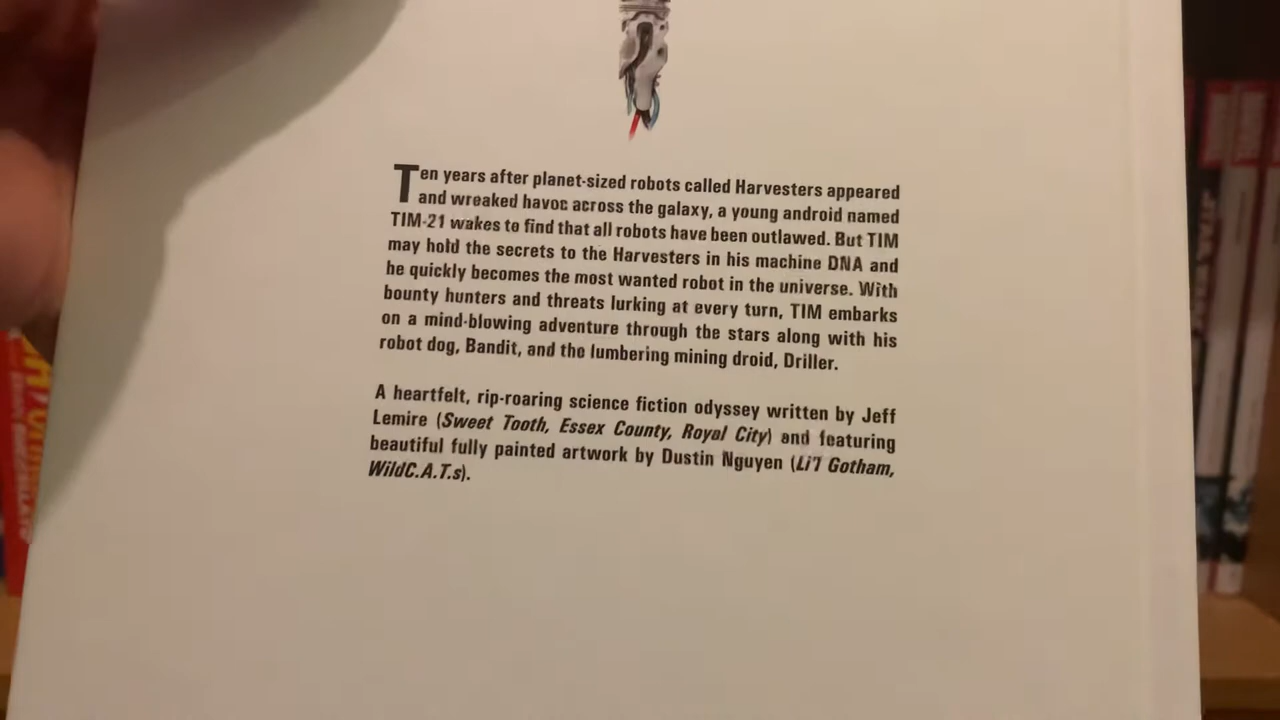 Ten years after planet-sized robots called Harvesters appeared
and wreaked havoc across the galaxy, a young android named
TIM-21 wakes to find that all robots have been outlawed. But TIM
may hold the secrets to the Harvesters in his machine DNA and
he quickly becomes the most wanted robot in the universe. With
bounty hunters and threats lurking at every turn, TIM embarks
on a mind-blowing adventure through the stars along with his
robot dog, Bandit, and the lumbering mining droid, Driller.
A heartfelt, rip-roaring science fiction odyssey written by Jeff
Lemire (Sweet Tooth, Essex County, Royal City) and featuring
beautiful fully painted artwork by Dustin Nguyen (Li'l Gotham,
WildC.A.T.s).